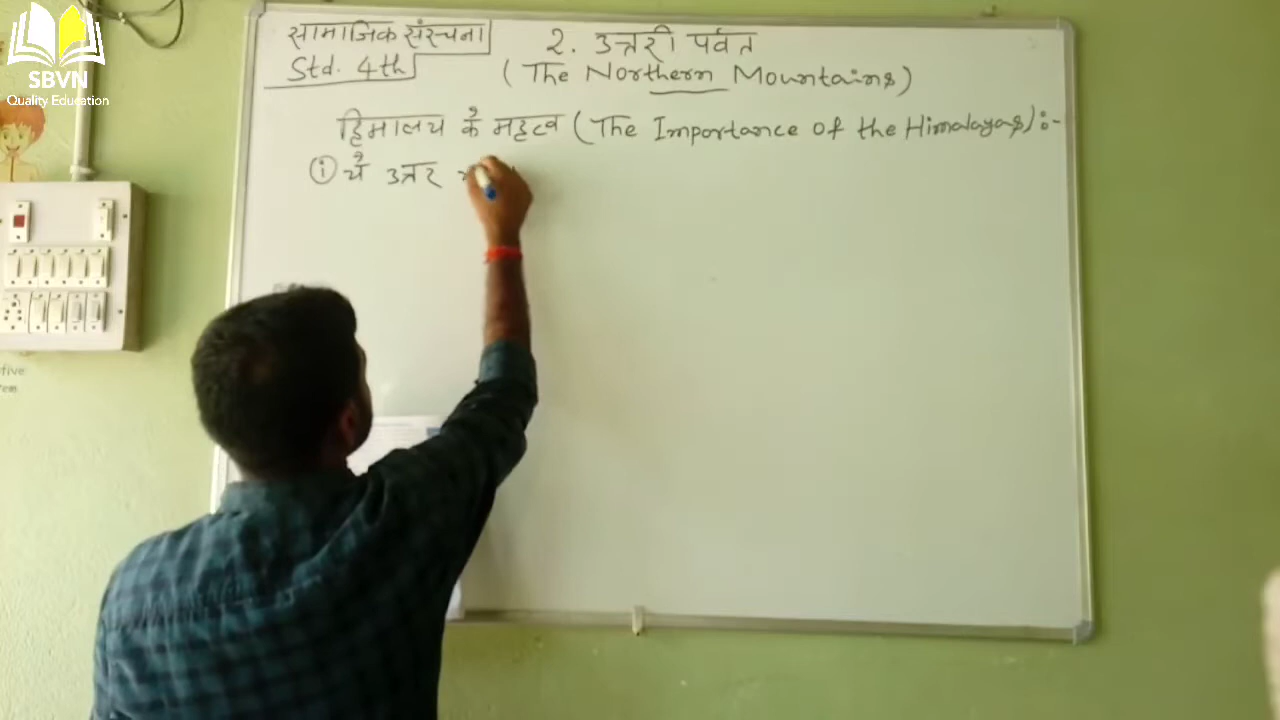 SBVN
Quality Education
सामाजिक संरचना
Std. 4th
2. उत्तरी पर्वत
(The Northern Mountains)
हिमालय के महत्व (The Importance of the Himalayas):-
(i) ये उत्तर